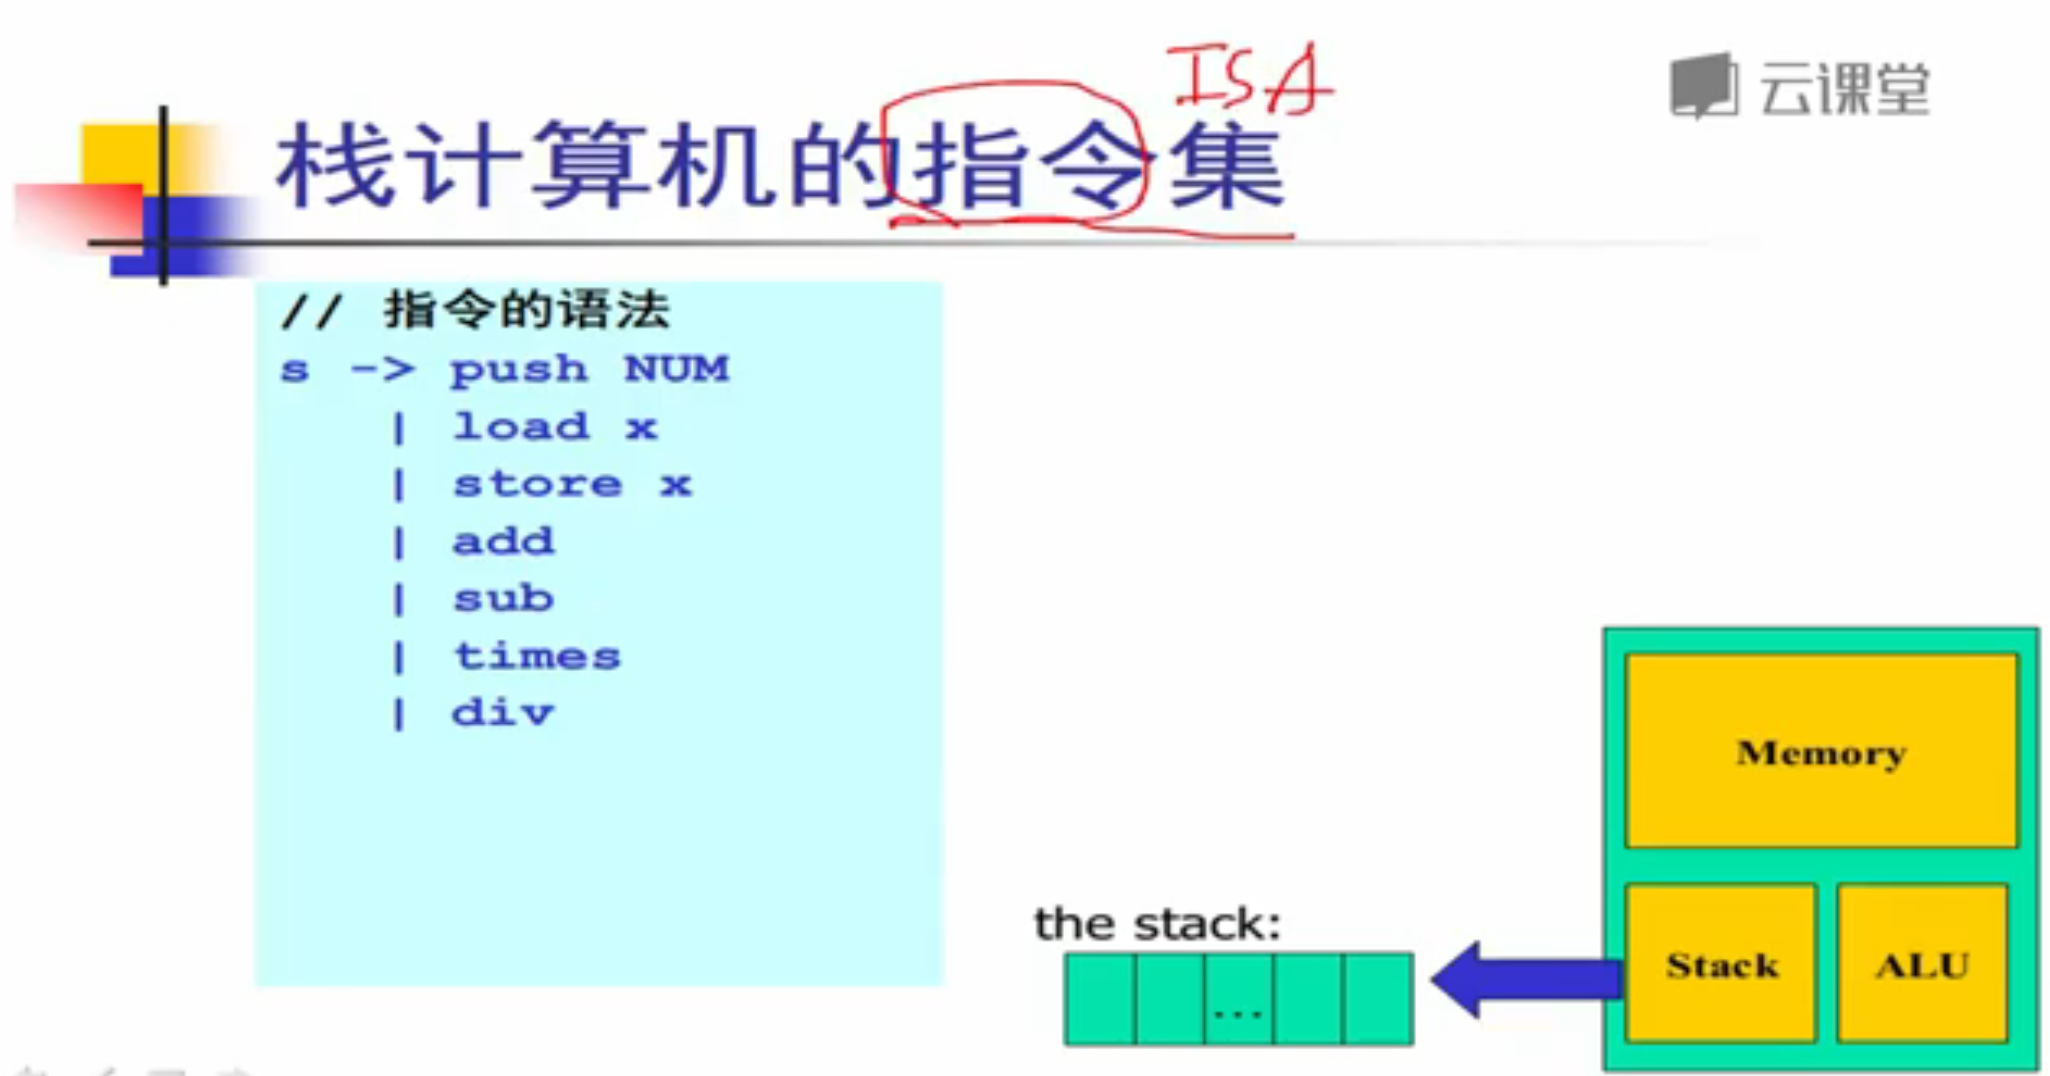 ISA
云课堂
栈计算机的指令集
// 指令的语法
s -> push NUM
| load x
| store x
| add
| sub
| times
| div
Memory
the stack:
...
Stack
ALU